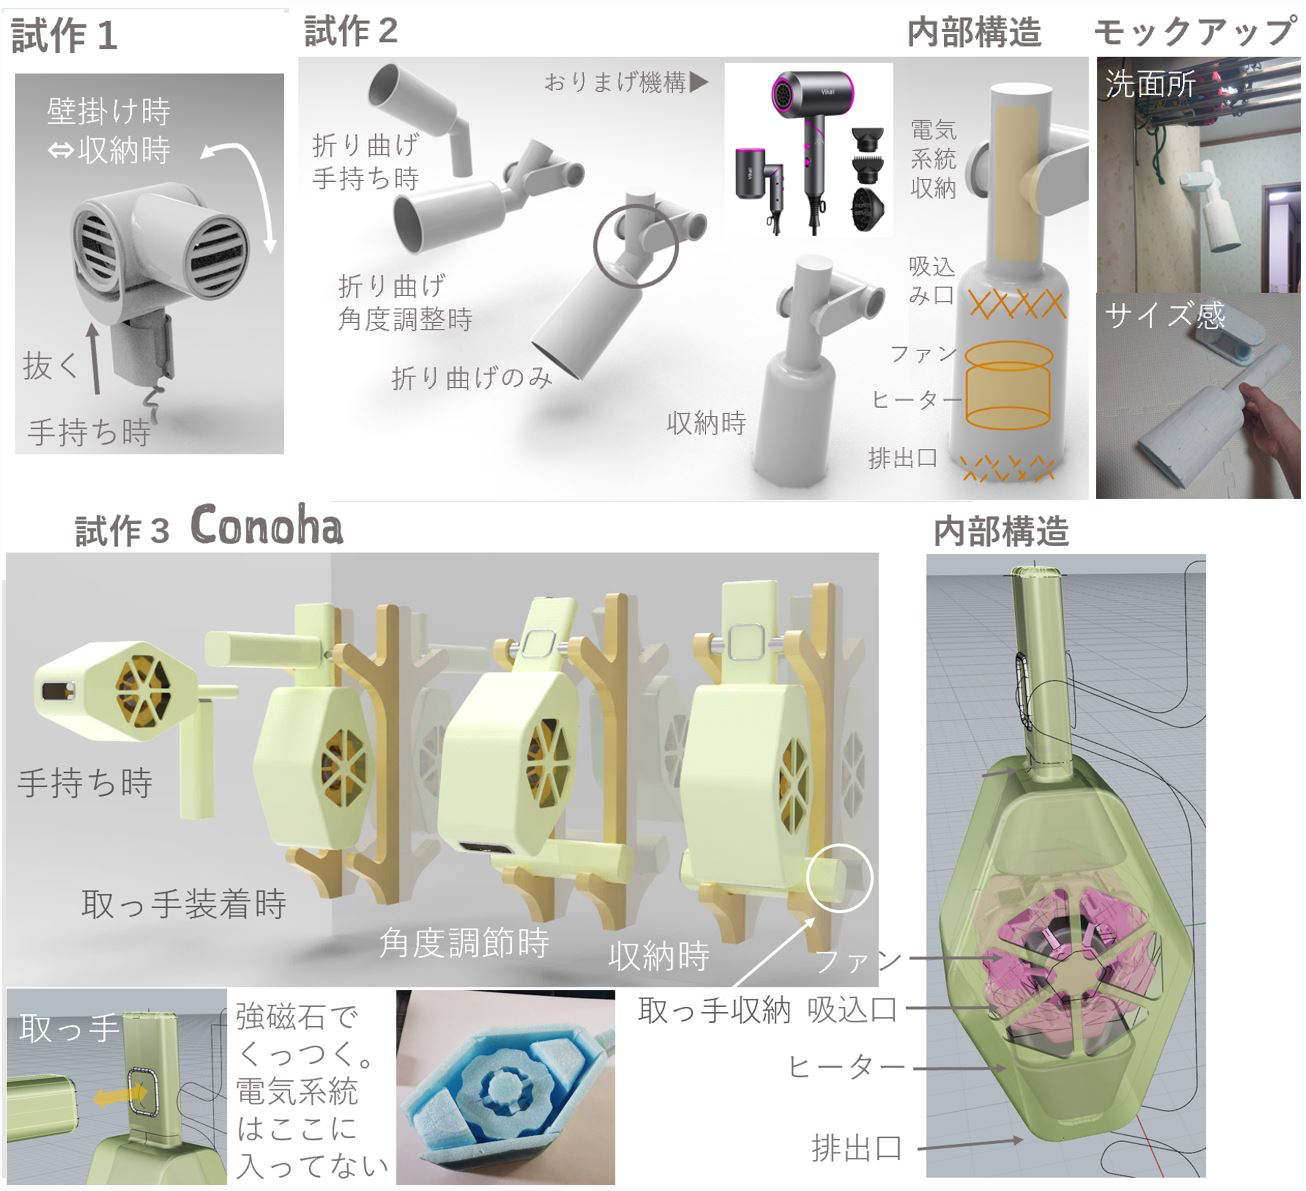 試作1
壁掛け時
⇔収納時
抜く
手持ち時
試作2
おりまげ機構▶
折り曲げ
手持ち時
折り曲げ
角度調整時
折り曲げのみ
収納時
内部構造
電気
系統
収納
吸込
み口
ファン
ヒーター
排出口
モックアップ
洗面所
サイズ感
試作3 Conoha
手持ち時
取っ手装着時
角度調節時
収納時
取っ手収納
取っ手
強磁石で
くっつく。
電気系統
はここに
入ってない
内部構造
ファン
吸込口
ヒーター
排出口